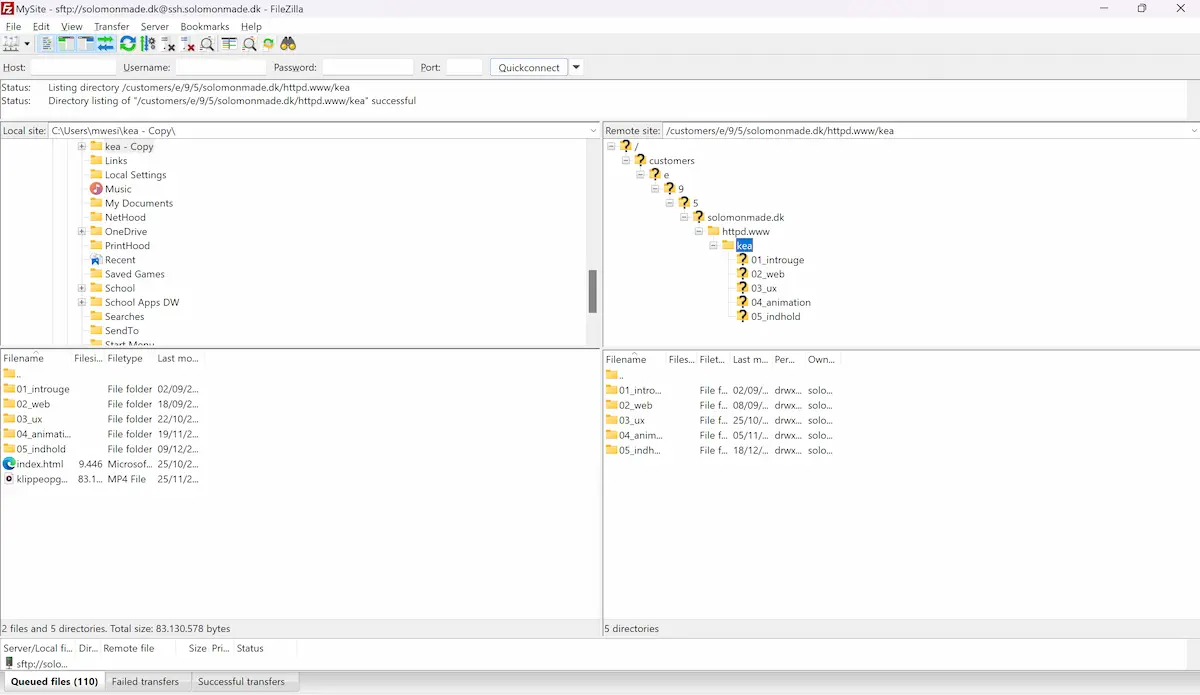 MySite - sftp://solomonmade.dk@ssh.solomonmade.dk - FileZilla
File Edit View Transfer Server Bookmarks Help
Host: Username: Password: Port: Quickconnect
Status: Listing directory /customers/e/9/5/solomonmade.dk/httpd.www/kea
Status: Directory listing of "/customers/e/9/5/solomonmade.dk/httpd.www/kea" successful
Local site: C:\Users\mwesi\kea - Copy\
kea - Copy
Links
Local Settings
Music
My Documents
NetHood
OneDrive
PrintHood
Recent
Saved Games
School
School Apps DW
Searches
SendTo
Start Menu
Filename Filesi... Filetype Last mo...
..
01_introuge File folder 02/09/2...
02_web File folder 18/09/2...
03_ux File folder 22/10/2...
04_animati... File folder 19/11/2...
05_indhold File folder 09/12/2...
index.html 9.446 Microsof... 25/10/2...
klippeopg... 83.1... MP4 File 25/11/2...
2 files and 5 directories. Total size: 83.130.578 bytes
Remote site: /customers/e/9/5/solomonmade.dk/httpd.www/kea
/
customers
e
9
5
solomonmade.dk
httpd.www
kea
01_introuge
02_web
03_ux
04_animation
05_indhold
Filename Files... Filet... Last m... Per... Own...
..
01_intro... File f... 02/09/... drwx... solo...
02_web File f... 08/09/... drwx... solo...
03_ux File f... 25/10/... drwx... solo...
04_anim... File f... 05/11/... drwx... solo...
05_indh... File f... 18/12/... drwx... solo...
5 directories
Server/Local fi... Dir... Remote file Size Pri... Status
sftp://solo...
Queued files (110) Failed transfers Successful transfers